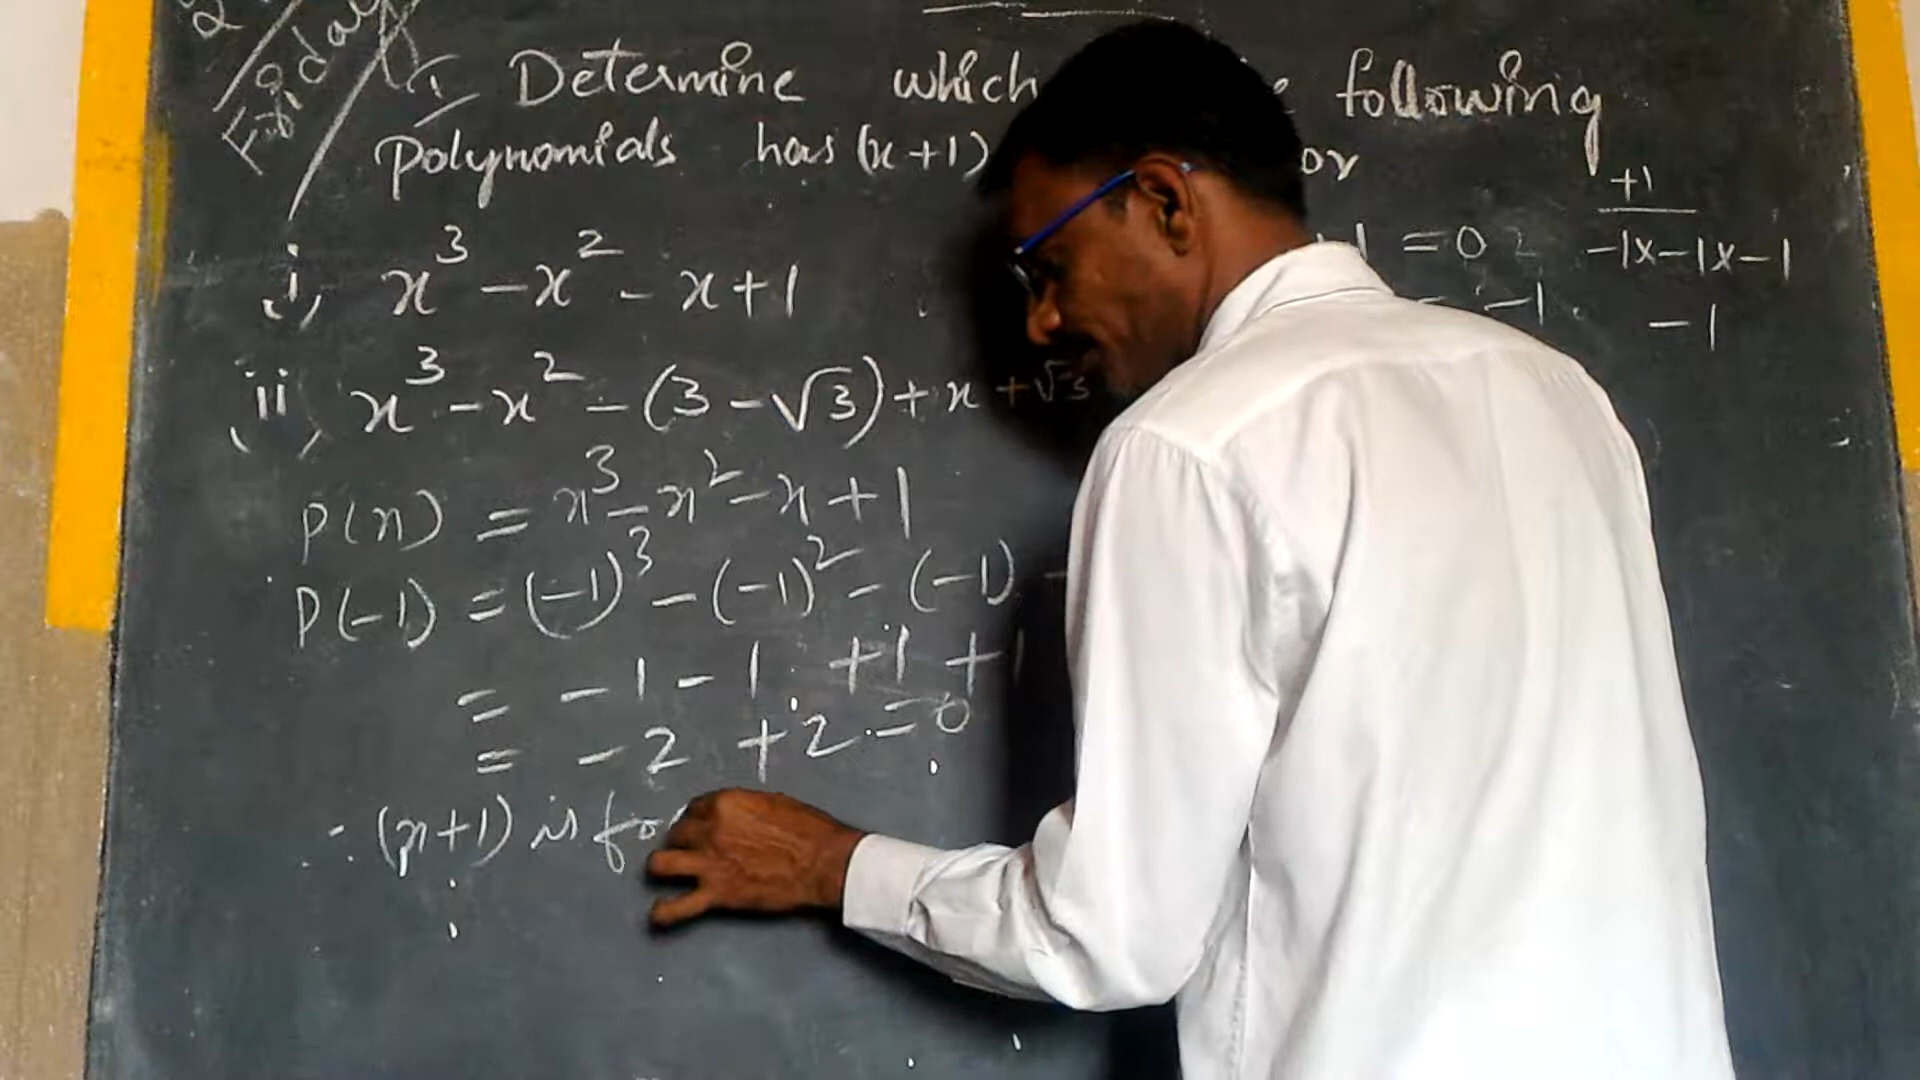 Friday
1, Determine which following
polynomials has (x+1) or
i, x³ - x² - x + 1
ii, x³ - x² - (3 - √3) + x + √3
P(x) = x³ - x² - x + 1
P(-1) = (-1)³ - (-1)² - (-1)
= -1 - 1 + 1 + 1
= -2 + 2 = 0
∴ (x+1) is
+1
-1x-1x-1
-1
= 0
= -1